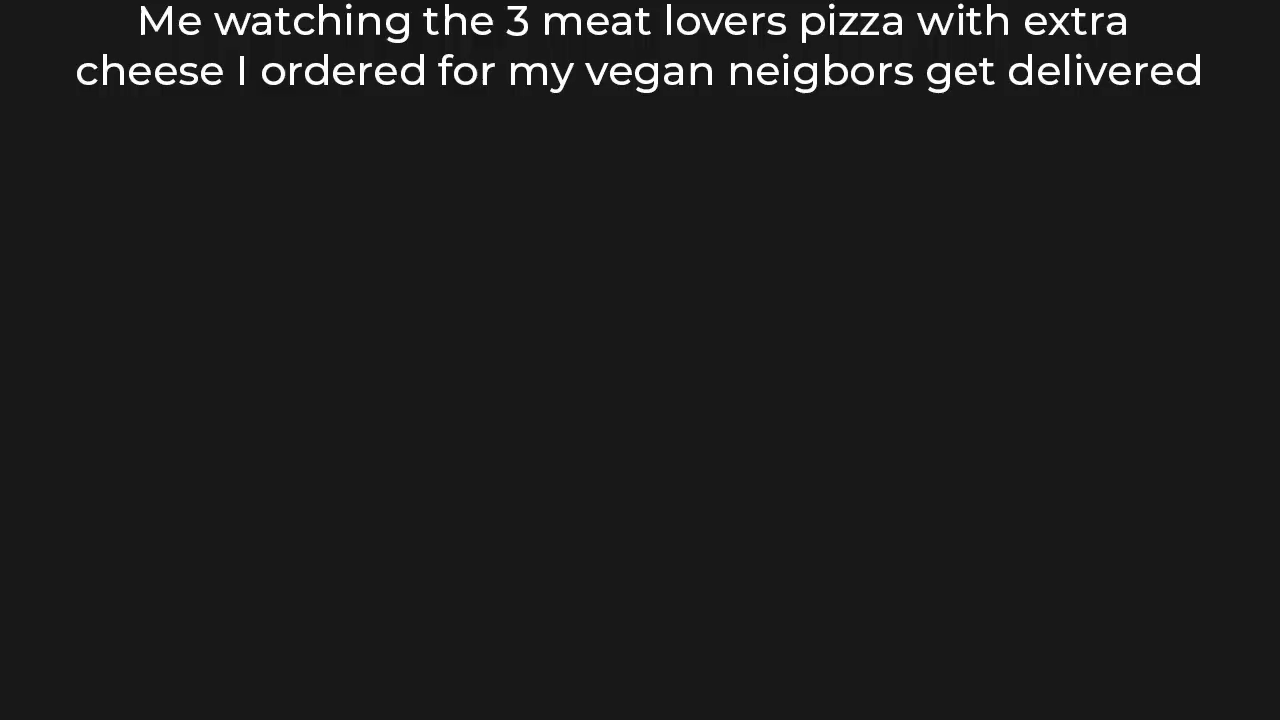 Me watching the 3 meat lovers pizza with extra
cheese I ordered for my vegan neigbors get delivered